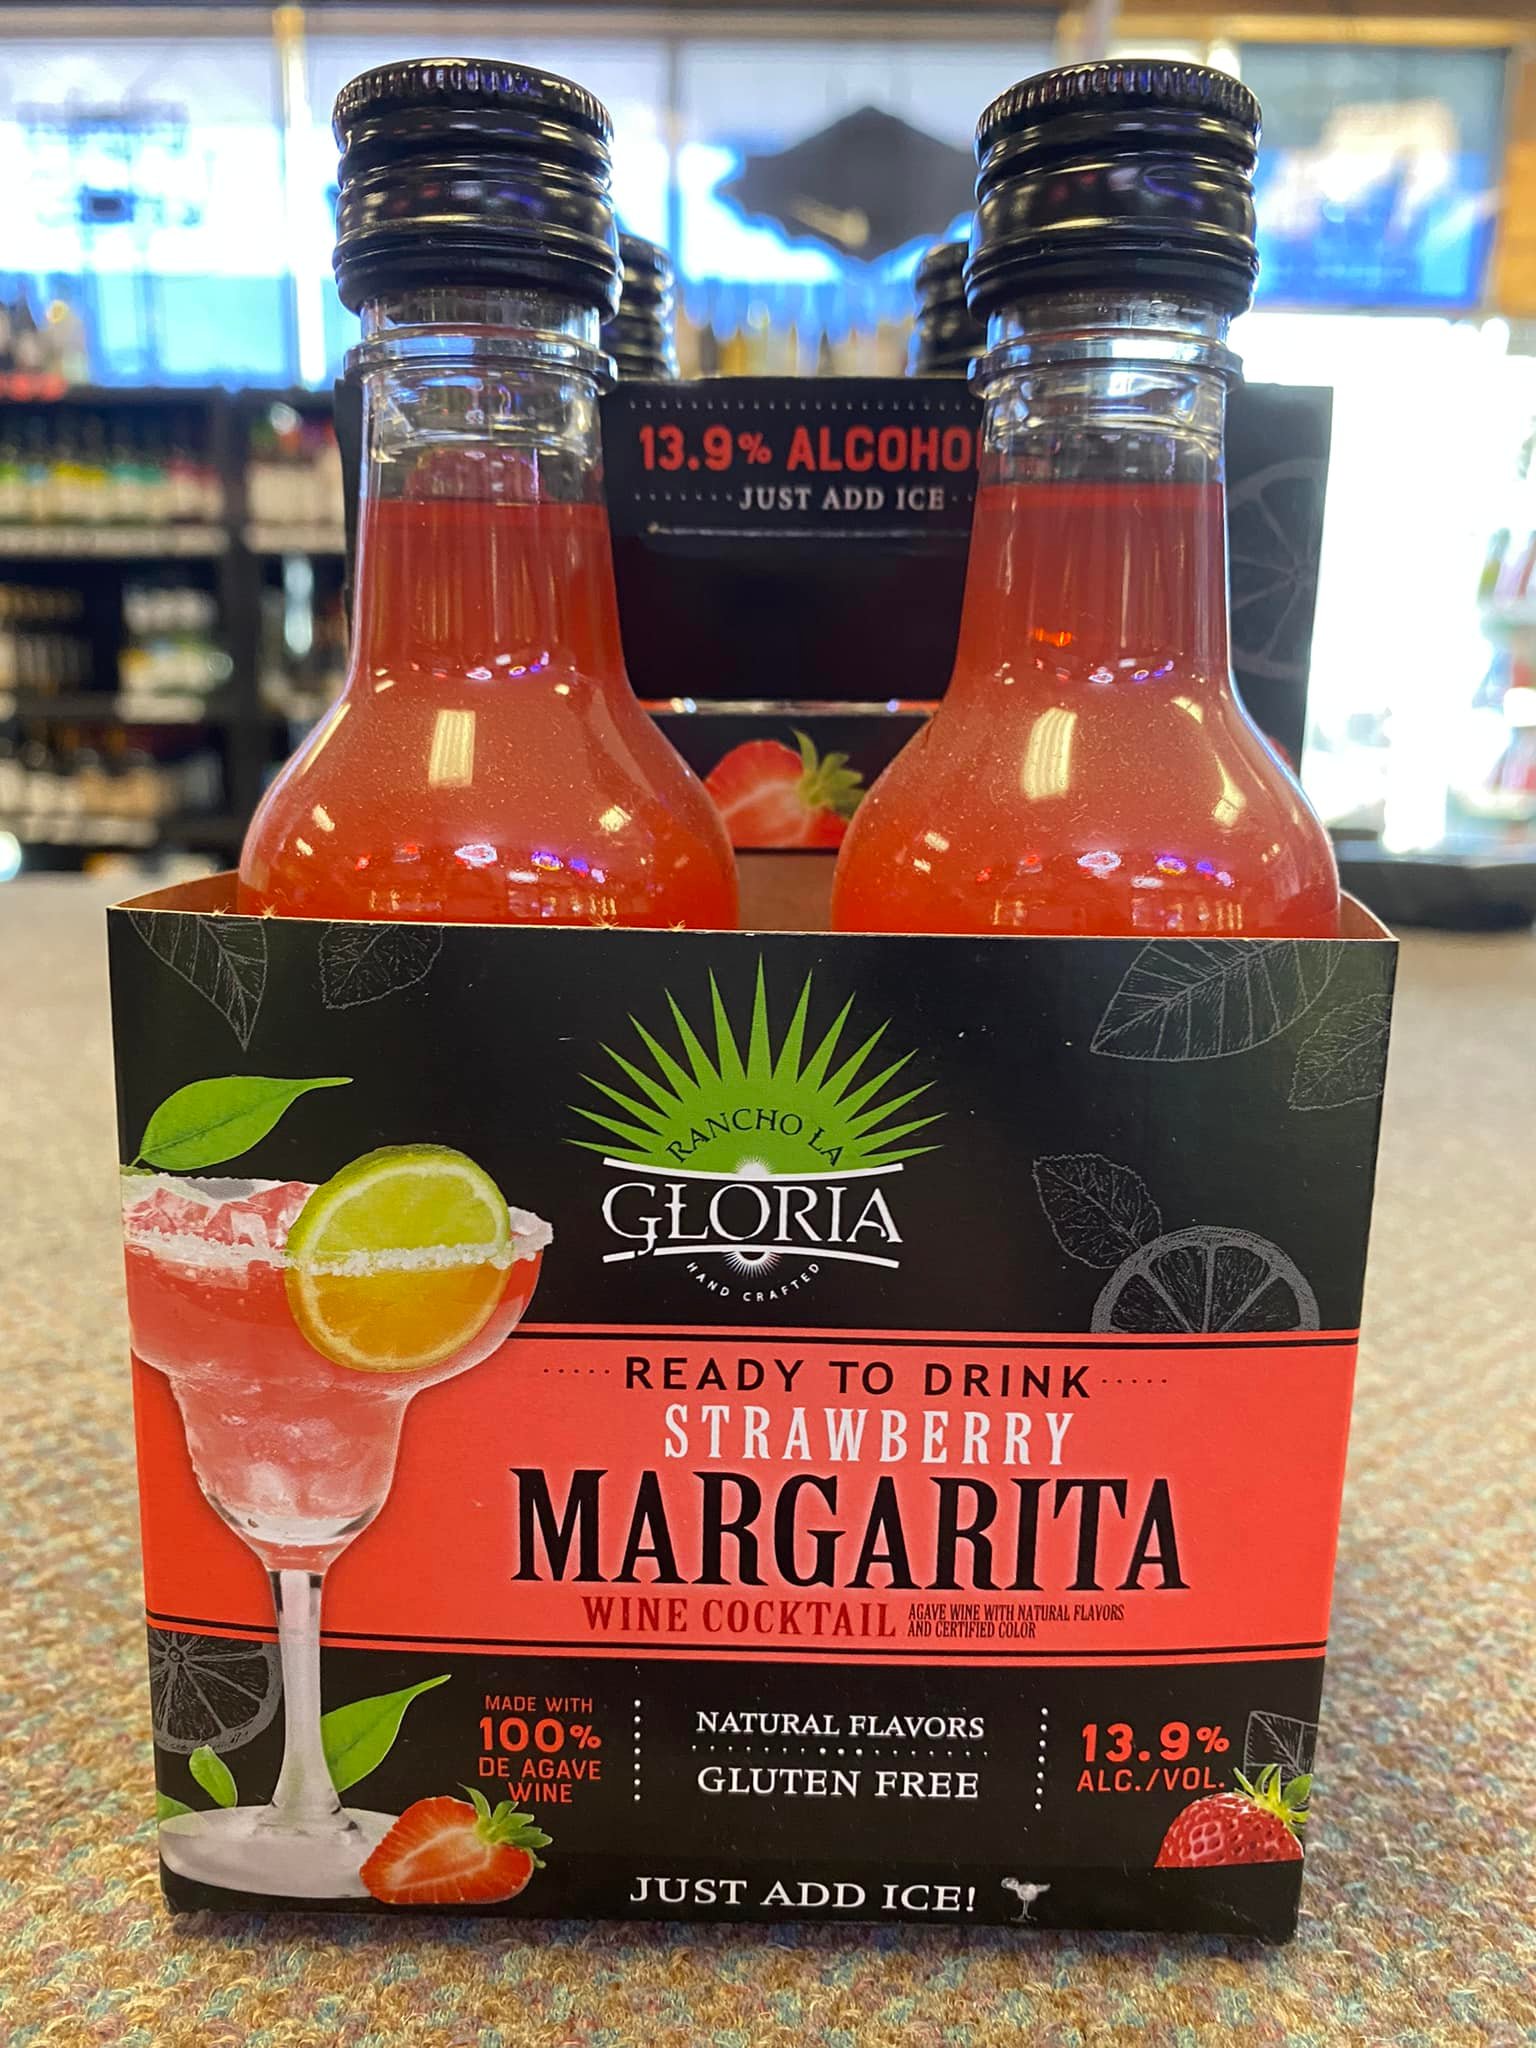 13.9% ALCOHO
JUST ADD ICE
RANCHO LA
GLORIA
HAND CRAFTED
READY TO DRINK
STRAWBERRY
MARGARITA
WINE COCKTAIL AGAVE WINE WITH NATURAL FLAVORS
AND CERTIFIED COLOR
MADE WITH
100%
DE AGAVE
WINE
NATURAL FLAVORS
GLUTEN FREE
13.9%
ALC./VOL.
JUST ADD ICE!